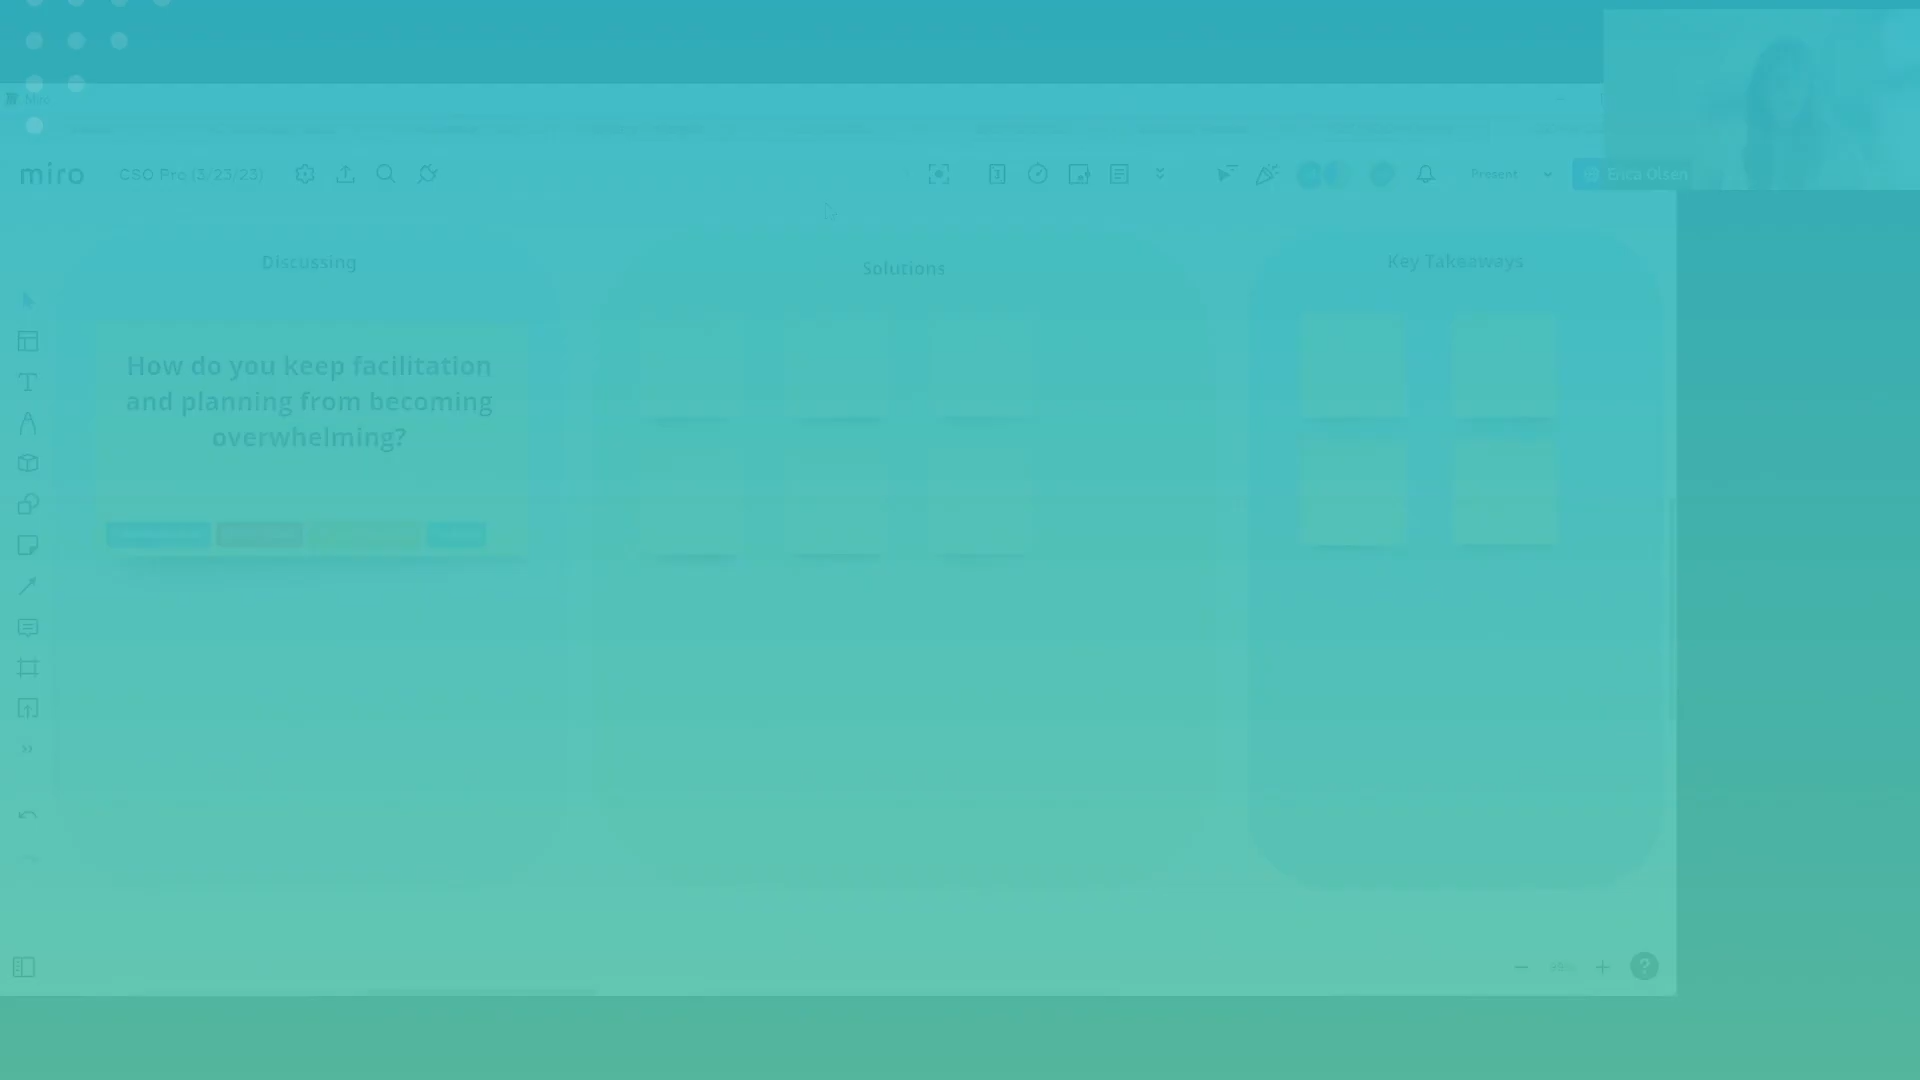 Miro
miro
CSO Pro (3/23/23)
Present
Erica Olsen
Discussing
Solutions
Key Takeaways
How do you keep facilitation
and planning from becoming
overwhelming?